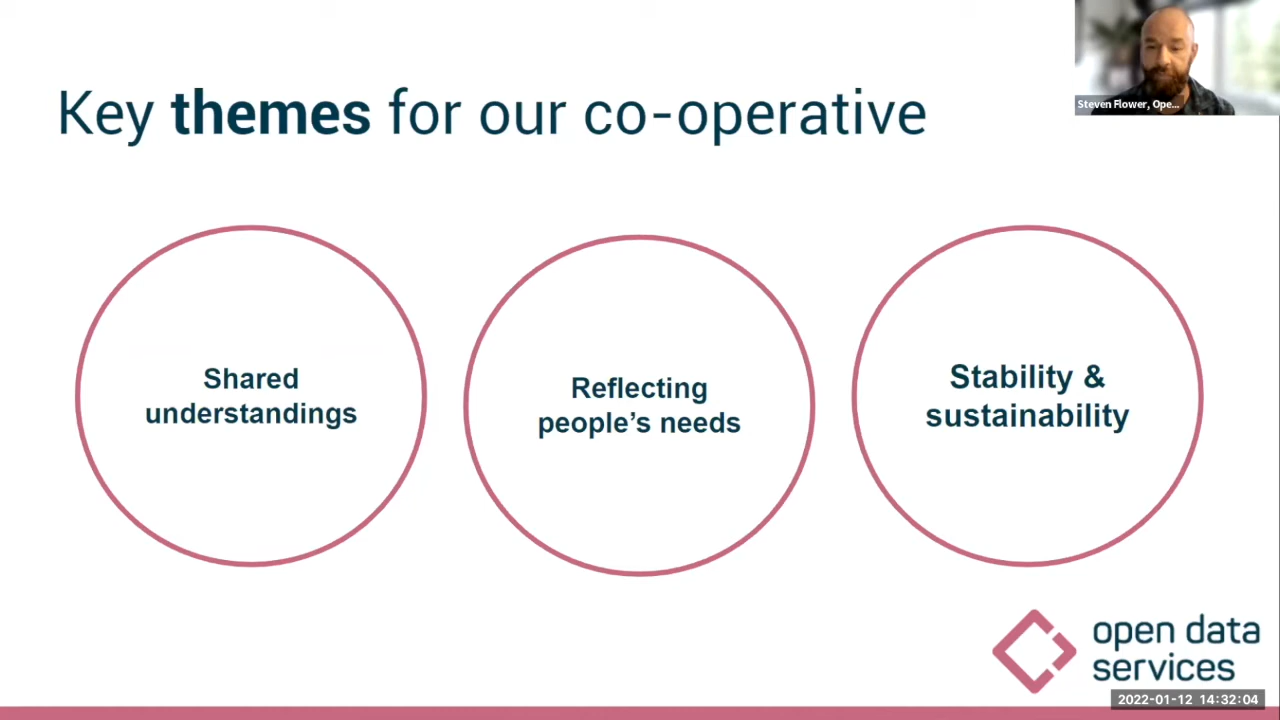 Key themes for our co-operative
Steven Flower, Ope...
Shared
understandings
Reflecting
people's needs
Stability &
sustainability
open data
services
2022-01-12 14:32:04